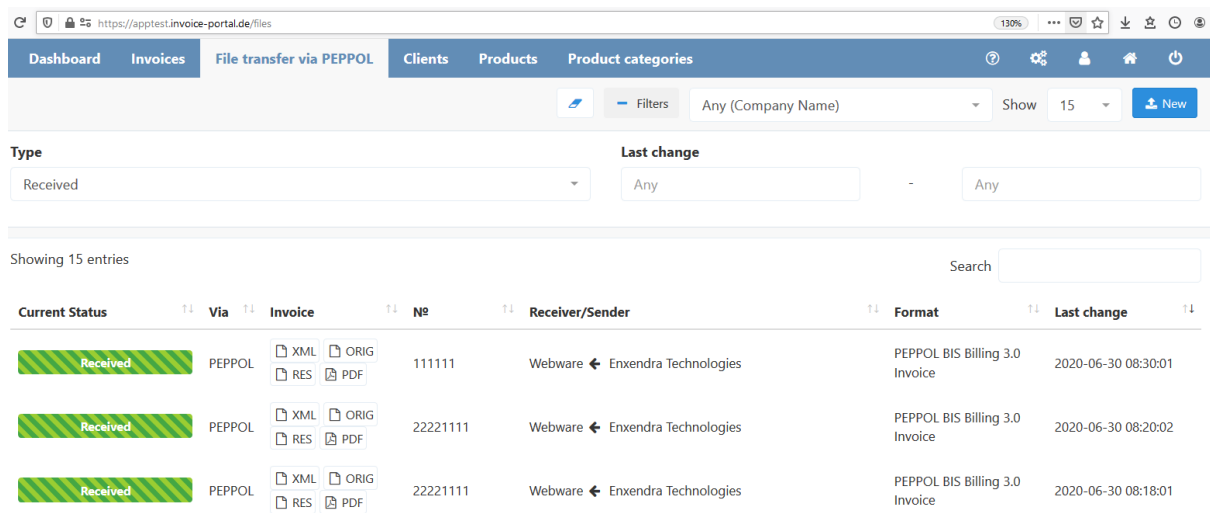 https://apptest.invoice-portal.de/files 130%
Dashboard Invoices File transfer via PEPPOL Clients Products Product categories
Filters Any (Company Name) Show 15 New
Type Last change
Received Any - Any
Showing 15 entries Search
Current Status Via Invoice Nº Receiver/Sender Format Last change
Received PEPPOL XML ORIG RES PDF 111111 Webware Enxendra Technologies PEPPOL BIS Billing 3.0 Invoice 2020-06-30 08:30:01
Received PEPPOL XML ORIG RES PDF 22221111 Webware Enxendra Technologies PEPPOL BIS Billing 3.0 Invoice 2020-06-30 08:20:02
Received PEPPOL XML ORIG RES PDF 22221111 Webware Enxendra Technologies PEPPOL BIS Billing 3.0 Invoice 2020-06-30 08:18:01